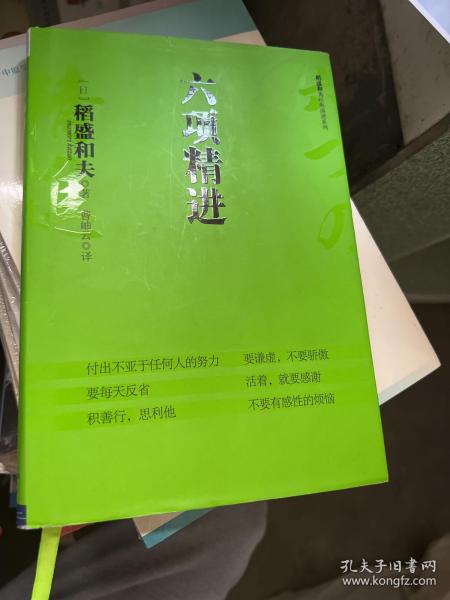 六项精进
[日]稻盛和夫◎著 曹岫云◎译
付出不亚于任何人的努力 要谦虚，不要骄傲
要每天反省 活着，就要感谢
积善行，思利他 不要有感性的烦恼
孔夫子旧书网
www.kongfz.com